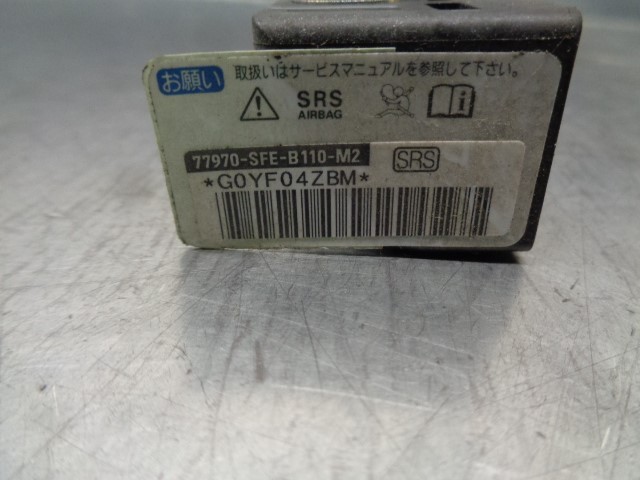 お願い 取扱いはサービスマニュアルを参照して下さい。
SRS
AIRBAG
77970-SFE-B110-M2 SRS
*G0YF04ZBM*